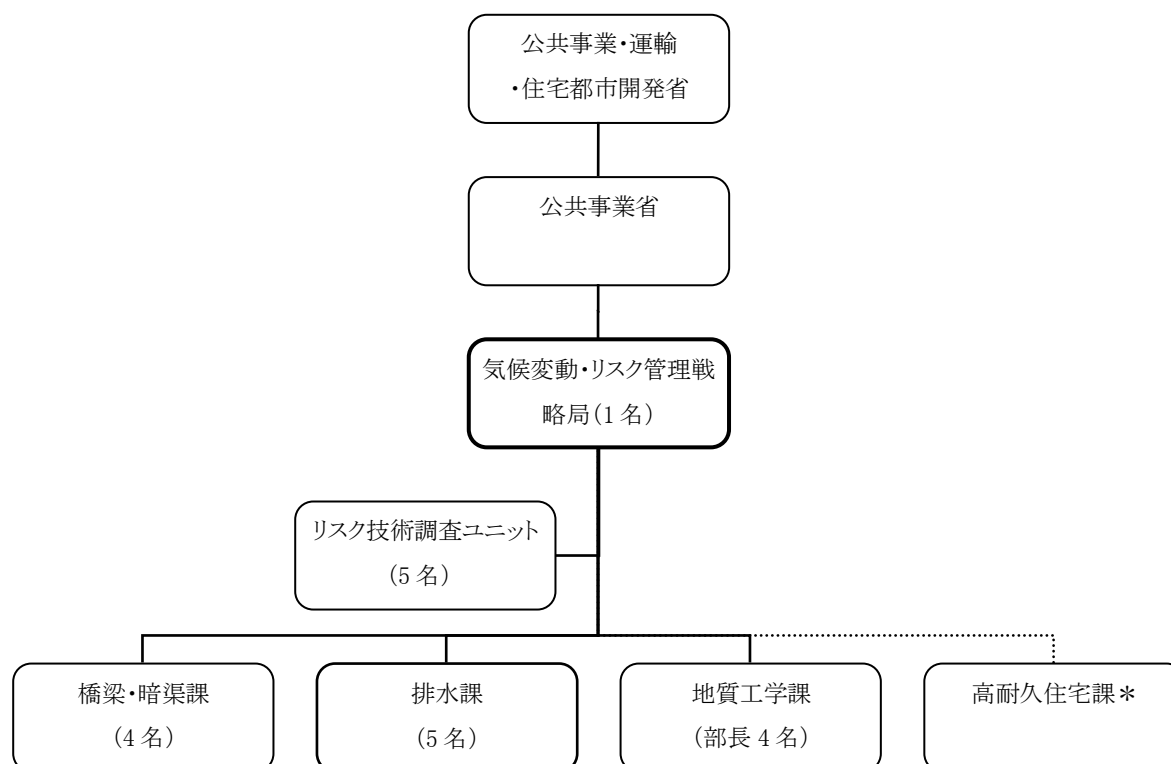 公共事業・運輸
・住宅都市開発省
公共事業省
気候変動・リスク管理戦
略局（1 名）
リスク技術調査ユニット
（5 名）
橋梁・暗渠課
（4 名）
排水課
（5 名）
地質工学課
（部長 4 名）
高耐久住宅課＊